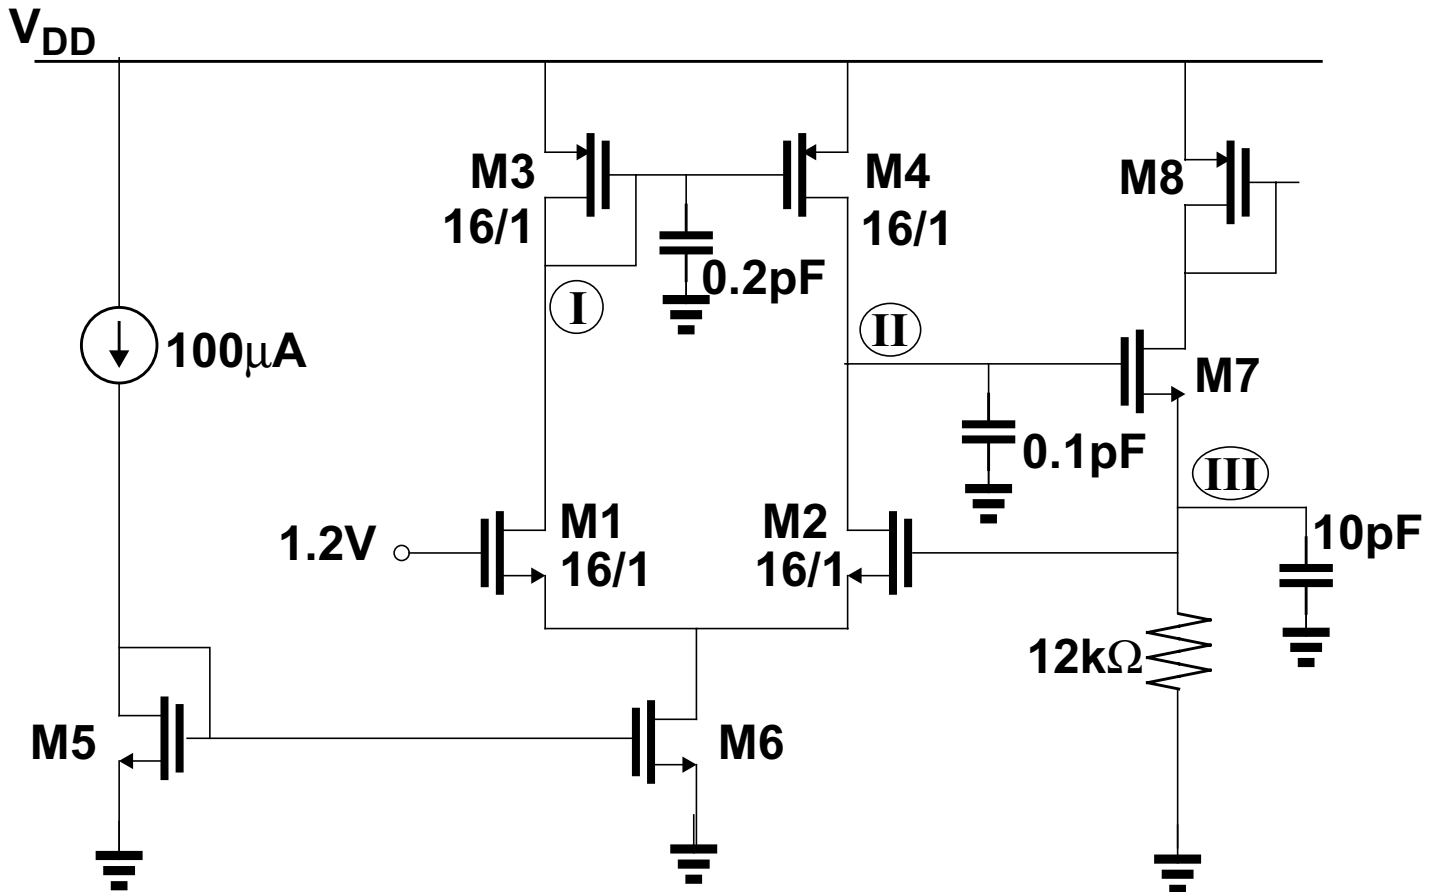 VDD
M3
16/1
M4
16/1
M8
0.2pF
I
II
100μA
M7
0.1pF
III
1.2V
M1
16/1
M2
16/1
10pF
12kΩ
M5
M6